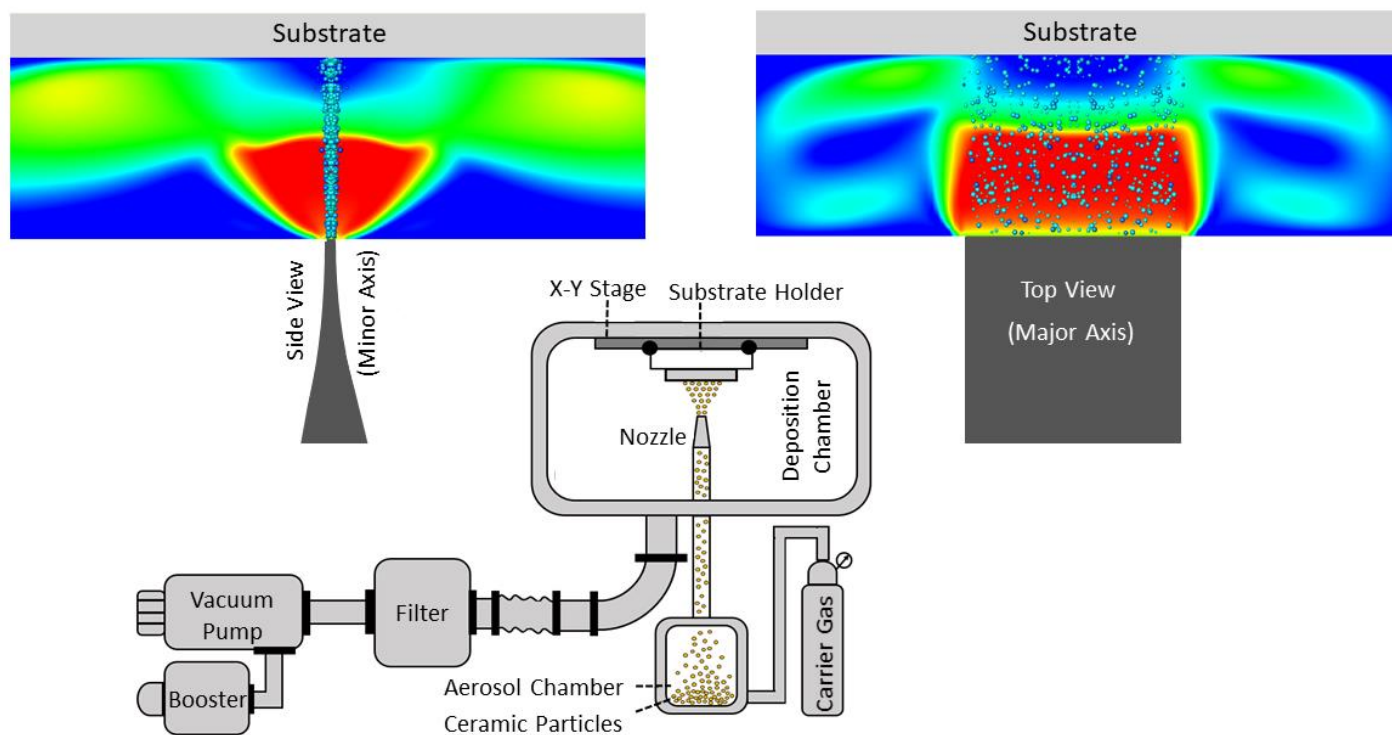 Substrate
Substrate
Side View
(Minor Axis)
Top View
(Major Axis)
X-Y Stage
Substrate Holder
Nozzle
Deposition
Chamber
Vacuum
Pump
Filter
Booster
Aerosol Chamber
Ceramic Particles
Carrier Gas